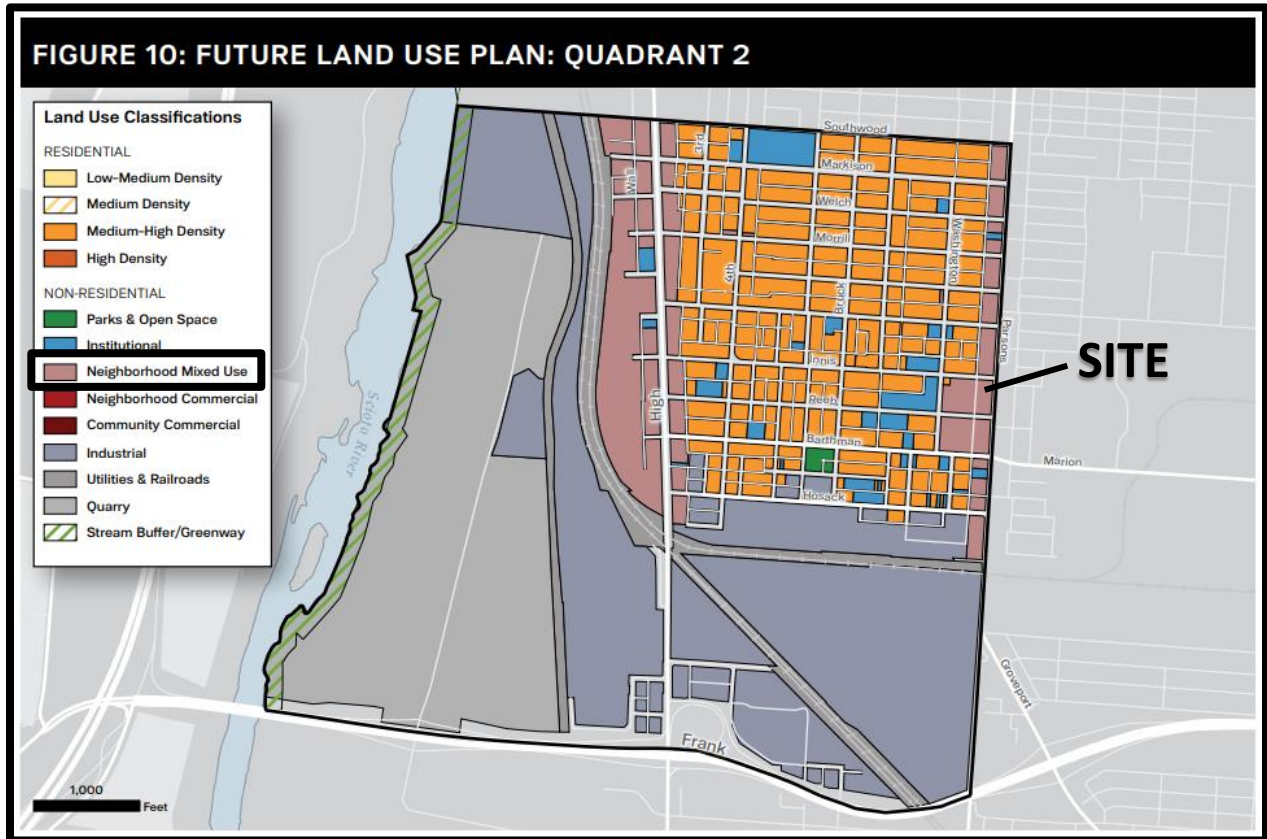 FIGURE 10: FUTURE LAND USE PLAN: QUADRANT 2
Land Use Classifications
RESIDENTIAL
Low-Medium Density
Medium Density
Medium-High Density
High Density
NON-RESIDENTIAL
Parks & Open Space
Institutional
Neighborhood Mixed Use
Neighborhood Commercial
Community Commercial
Industrial
Utilities & Railroads
Quarry
Stream Buffer/Greenway
Southwood
3rd
Markison
Wall
Welch
Washington
Morrill
4th
Bruck
Parsons
Innis
SITE
Reeb
High
Scioto River
Barthman
Marion
Hosack
Groveport
Frank
1,000
Feet